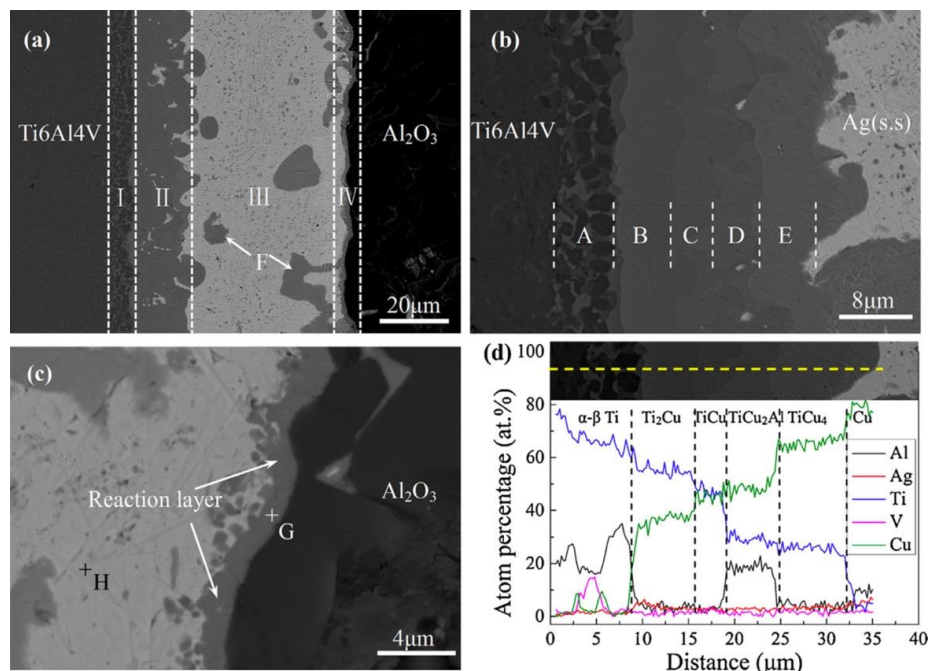 (a)
Ti6Al4V
I
II
III
IV
Al₂O₃
F
20μm
(b)
Ti6Al4V
Ag(s.s)
A
B
C
D
E
8μm
(c)
Reaction layer
Al₂O₃
G
H
4μm
(d)
Atom percentage (at.%)
100
80
60
40
20
0
α-β Ti
Ti₂Cu
TiCu
TiCu₂Al
TiCu₄
Cu
Al
Ag
Ti
V
Cu
0 5 10 15 20 25 30 35 40
Distance (μm)